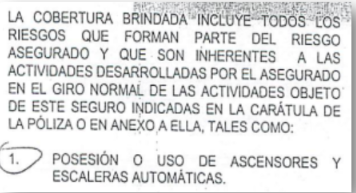 LA COBERTURA BRINDADA INCLUYE TODOS LOS
RIESGOS QUE FORMAN PARTE DEL RIESGO
ASEGURADO Y QUE SON INHERENTES A LAS
ACTIVIDADES DESARROLLADAS POR EL ASEGURADO
EN EL GIRO NORMAL DE LAS ACTIVIDADES OBJETO
DE ESTE SEGURO INDICADAS EN LA CARÁTULA DE
LA PÓLIZA O EN ANEXO A ELLA, TALES COMO:
1. POSESIÓN O USO DE ASCENSORES Y
ESCALERAS AUTOMÁTICAS.